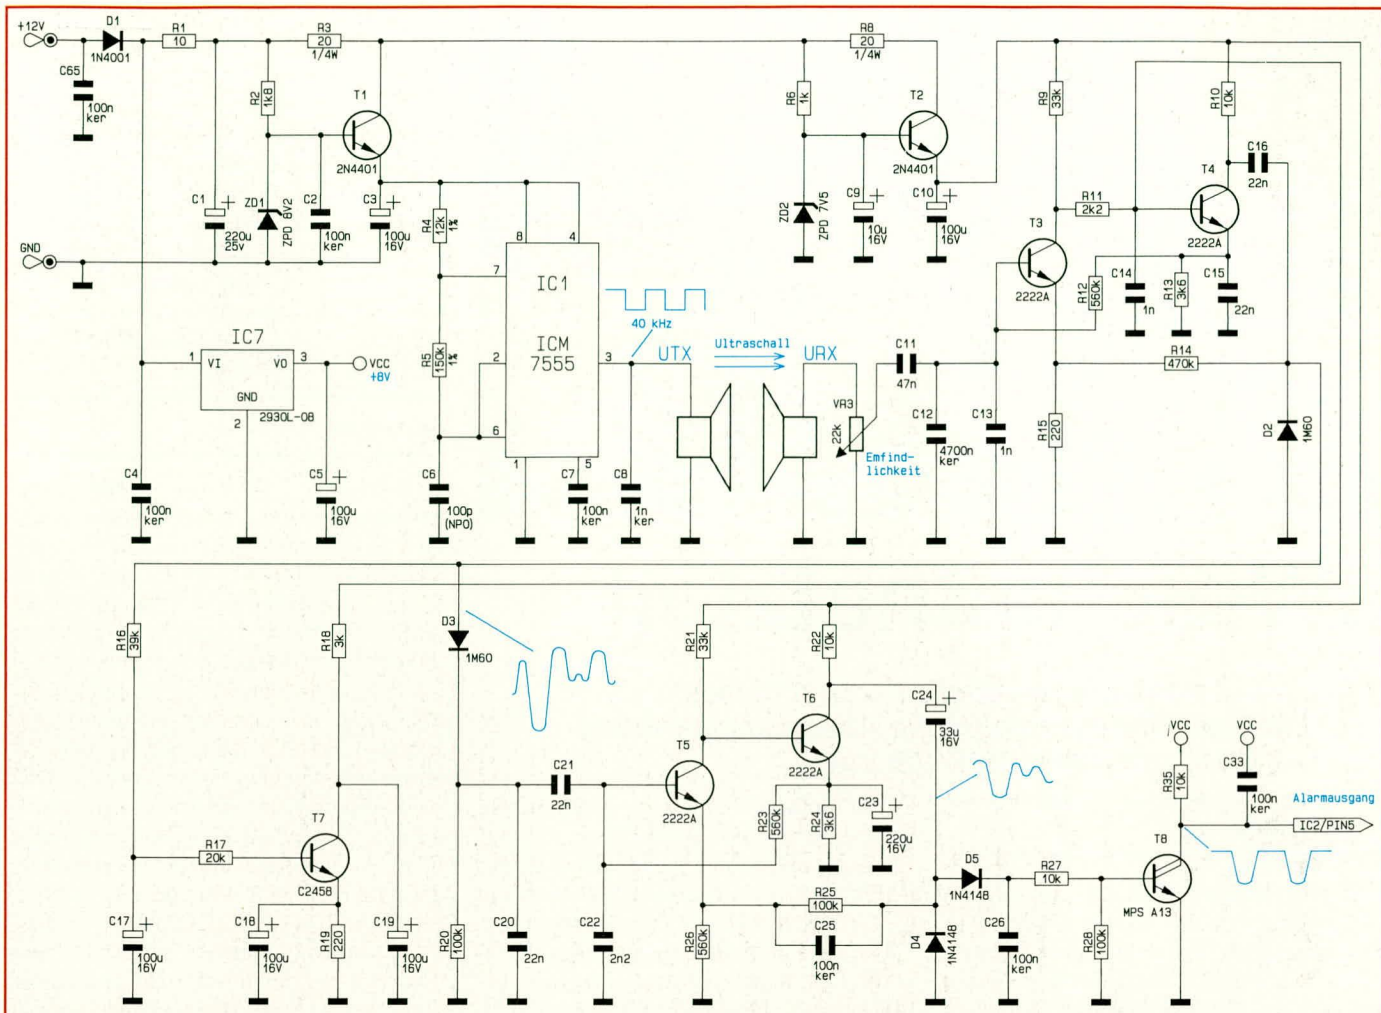 +12V
D1
1N4001
C65
100n
ker
R1
10
R3
20
1/4W
R2
1k8
T1
2N4401
C1
+
220u
25v
ZD1
ZPD 8V2
C2
100n
ker
C3
+
100u
16V
GND
R4
12k
1%
R5
150k
1%
8
4
7
IC1
ICM
7555
2
3
6
1
5
40 kHz
IC7
1
VI
VO
3
GND
2
2930L-08
VCC
+8V
C4
100n
ker
C5
+
100u
16V
C6
100p
(NPO)
C7
100n
ker
C8
1n
ker
UTX
Ultraschall
URX
R6
1k
R8
20
1/4W
T2
2N4401
ZD2
ZPD 7V5
C9
+
10u
16V
C10
+
100u
16V
VR3
22k
Emfind-
lichkeit
C11
47n
C12
4700n
ker
C13
1n
R9
33k
R10
10k
R11
2k2
T3
2222A
T4
2222A
C16
22n
R12
560k
C14
1n
R13
3k6
C15
22n
R14
470k
R15
220
D2
1M60
R16
39k
R18
3k
D3
1M60
R17
20k
T7
C2458
C17
+
100u
16V
C18
+
100u
16V
R19
220
C19
+
100u
16V
R20
100k
C20
22n
C21
22n
C22
2n2
R21
33k
R22
10k
T5
2222A
T6
2222A
R23
560k
R24
3k6
C23
+
220u
16V
C24
+
33u
16V
R25
100k
C25
100n
ker
R26
560k
D4
1N4148
D5
1N4148
C26
100n
ker
R27
10k
R28
100k
T8
MPS A13
VCC
R35
10k
VCC
C33
100n
ker
Alarmausgang
IC2/PIN5